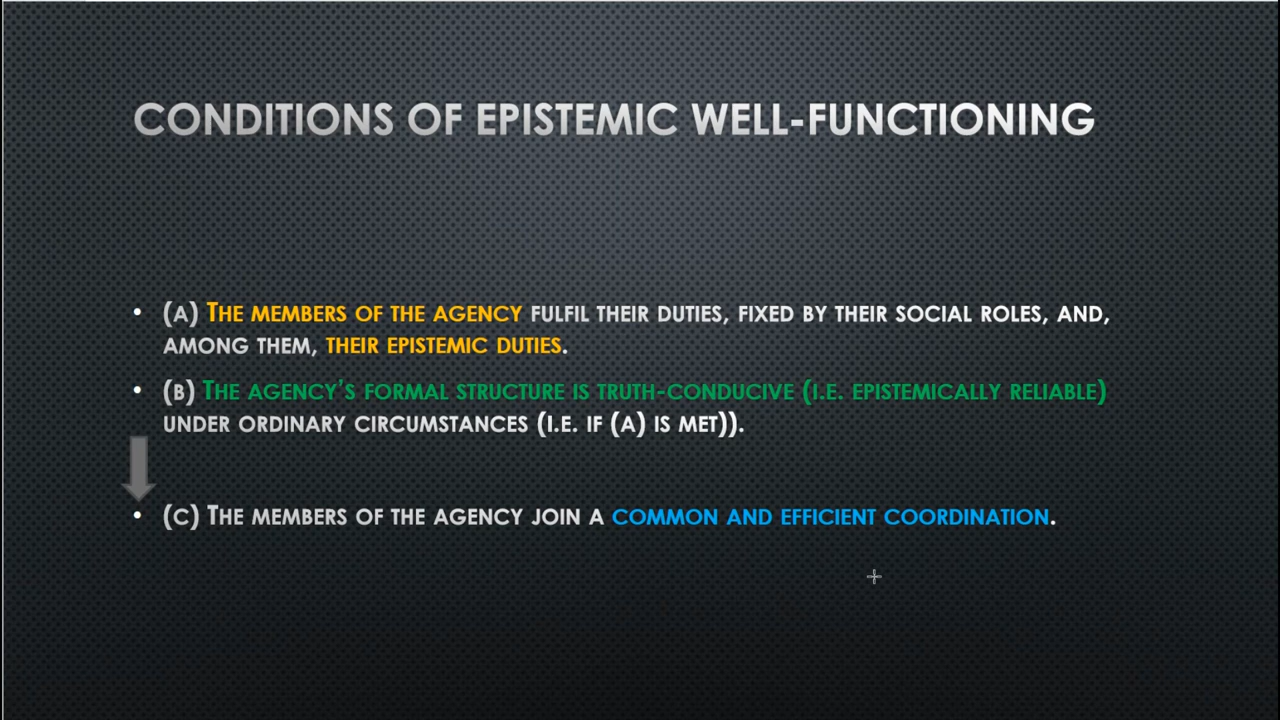 CONDITIONS OF EPISTEMIC WELL-FUNCTIONING
• (A) THE MEMBERS OF THE AGENCY FULFIL THEIR DUTIES, FIXED BY THEIR SOCIAL ROLES, AND,
AMONG THEM, THEIR EPISTEMIC DUTIES.
• (B) THE AGENCY'S FORMAL STRUCTURE IS TRUTH-CONDUCIVE (I.E. EPISTEMICALLY RELIABLE)
UNDER ORDINARY CIRCUMSTANCES (I.E. IF (A) IS MET)).
• (C) THE MEMBERS OF THE AGENCY JOIN A COMMON AND EFFICIENT COORDINATION.